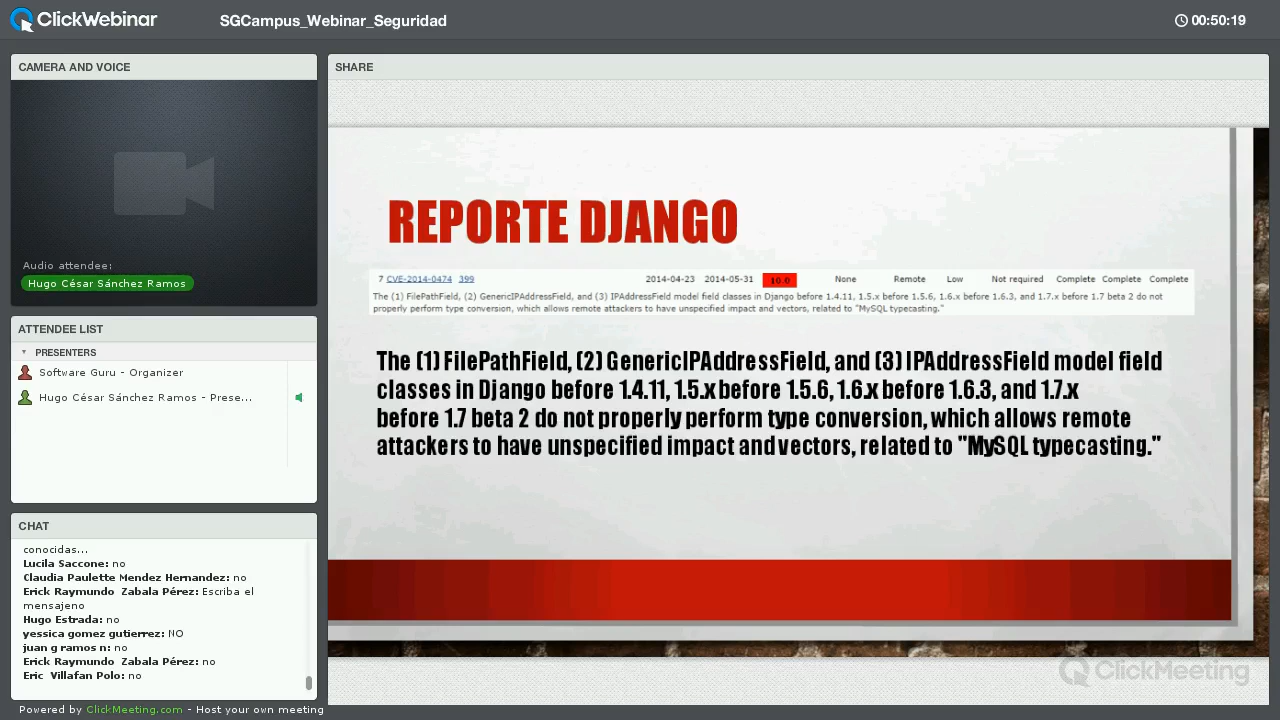 ClickWebinar
SGCampus_Webinar_Seguridad
00:50:19
CAMERA AND VOICE
Audio attendee:
Hugo César Sánchez Ramos
ATTENDEE LIST
PRESENTERS
Software Guru - Organizer
Hugo César Sánchez Ramos - Prese...
CHAT
conocidas...
Lucila Saccone: no
Claudia Paulette Mendez Hernandez: no
Erick Raymundo Zabala Pérez: Escriba el
mensajeno
Hugo Estrada: no
yessica gomez gutierrez: NO
juan g ramos n: no
Erick Raymundo Zabala Pérez: no
Eric Villafan Polo: no
Powered by ClickMeeting.com - Host your own meeting
SHARE
REPORTE DJANGO
7 CVE-2014-0474 399 2014-04-23 2014-05-31 10.0 None Remote Low Not required Complete Complete Complete
The (1) FilePathField, (2) GenericIPAddressField, and (3) IPAddressField model field classes in Django before 1.4.11, 1.5.x before 1.5.6, 1.6.x before 1.6.3, and 1.7.x before 1.7 beta 2 do not
properly perform type conversion, which allows remote attackers to have unspecified impact and vectors, related to "MySQL typecasting."
The (1) FilePathField, (2) GenericIPAddressField, and (3) IPAddressField model field
classes in Django before 1.4.11, 1.5.x before 1.5.6, 1.6.x before 1.6.3, and 1.7.x
before 1.7 beta 2 do not properly perform type conversion, which allows remote
attackers to have unspecified impact and vectors, related to "MySQL typecasting."
ClickMeeting